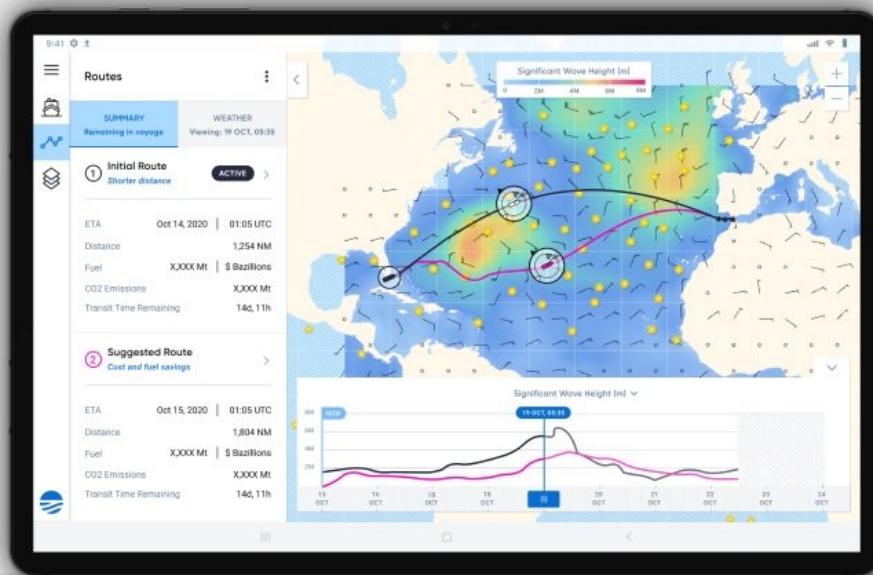 9:41
Routes
SUMMARY
Remaining in voyage
WEATHER
Viewing: 19 OCT, 05:35
1 Initial Route
Shorter distance
ACTIVE
ETA Oct 14, 2020 | 01:05 UTC
Distance 1,254 NM
Fuel X,XXX Mt | $ Bazillions
CO2 Emissions X,XXX Mt
Transit Time Remaining 14d, 11h
2 Suggested Route
Cost and fuel savings
ETA Oct 15, 2020 | 01:05 UTC
Distance 1,804 NM
Fuel X,XXX Mt | $ Bazillions
CO2 Emissions X,XXX Mt
Transit Time Remaining 14d, 11h
Significant Wave Height (m)
0 2M 4M 6M 8M
Significant Wave Height (m)
NOW
19 OCT, 05:35
8M
6M
4M
2M
15 OCT
16 OCT
18 OCT
18 OCT
20 OCT
21 OCT
22 OCT
23 OCT
24 OCT